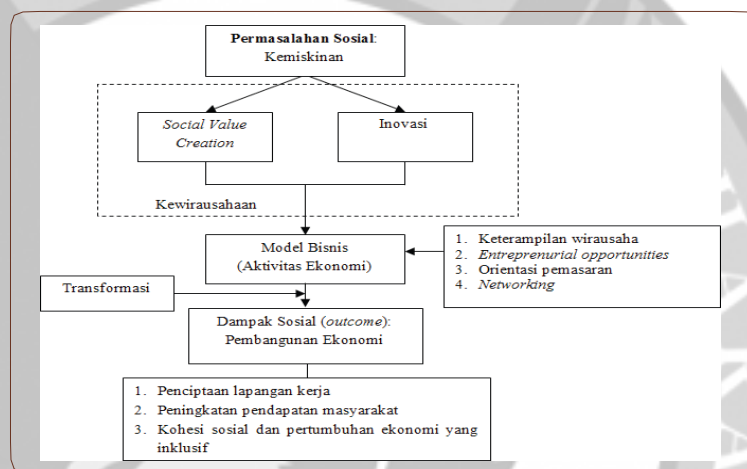 Permasalahan Sosial:
Kemiskinan
Social Value
Creation
Inovasi
Kewirausahaan
Model Bisnis
(Aktivitas Ekonomi)
1. Keterampilan wirausaha
2. Entreprenurial opportunities
3. Orientasi pemasaran
4. Networking
Transformasi
Dampak Sosial (outcome):
Pembangunan Ekonomi
1. Penciptaan lapangan kerja
2. Peningkatan pendapatan masyarakat
3. Kohesi sosial dan pertumbuhan ekonomi yang
inklusif